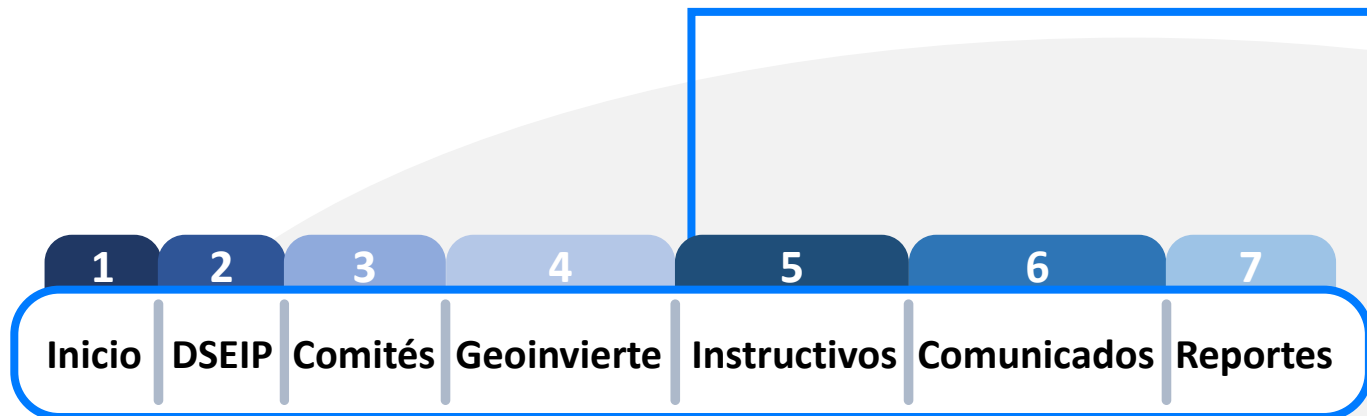 1 2 3 4 5 6 7
Inicio DSEIP Comités Geoinvierte Instructivos Comunicados Reportes